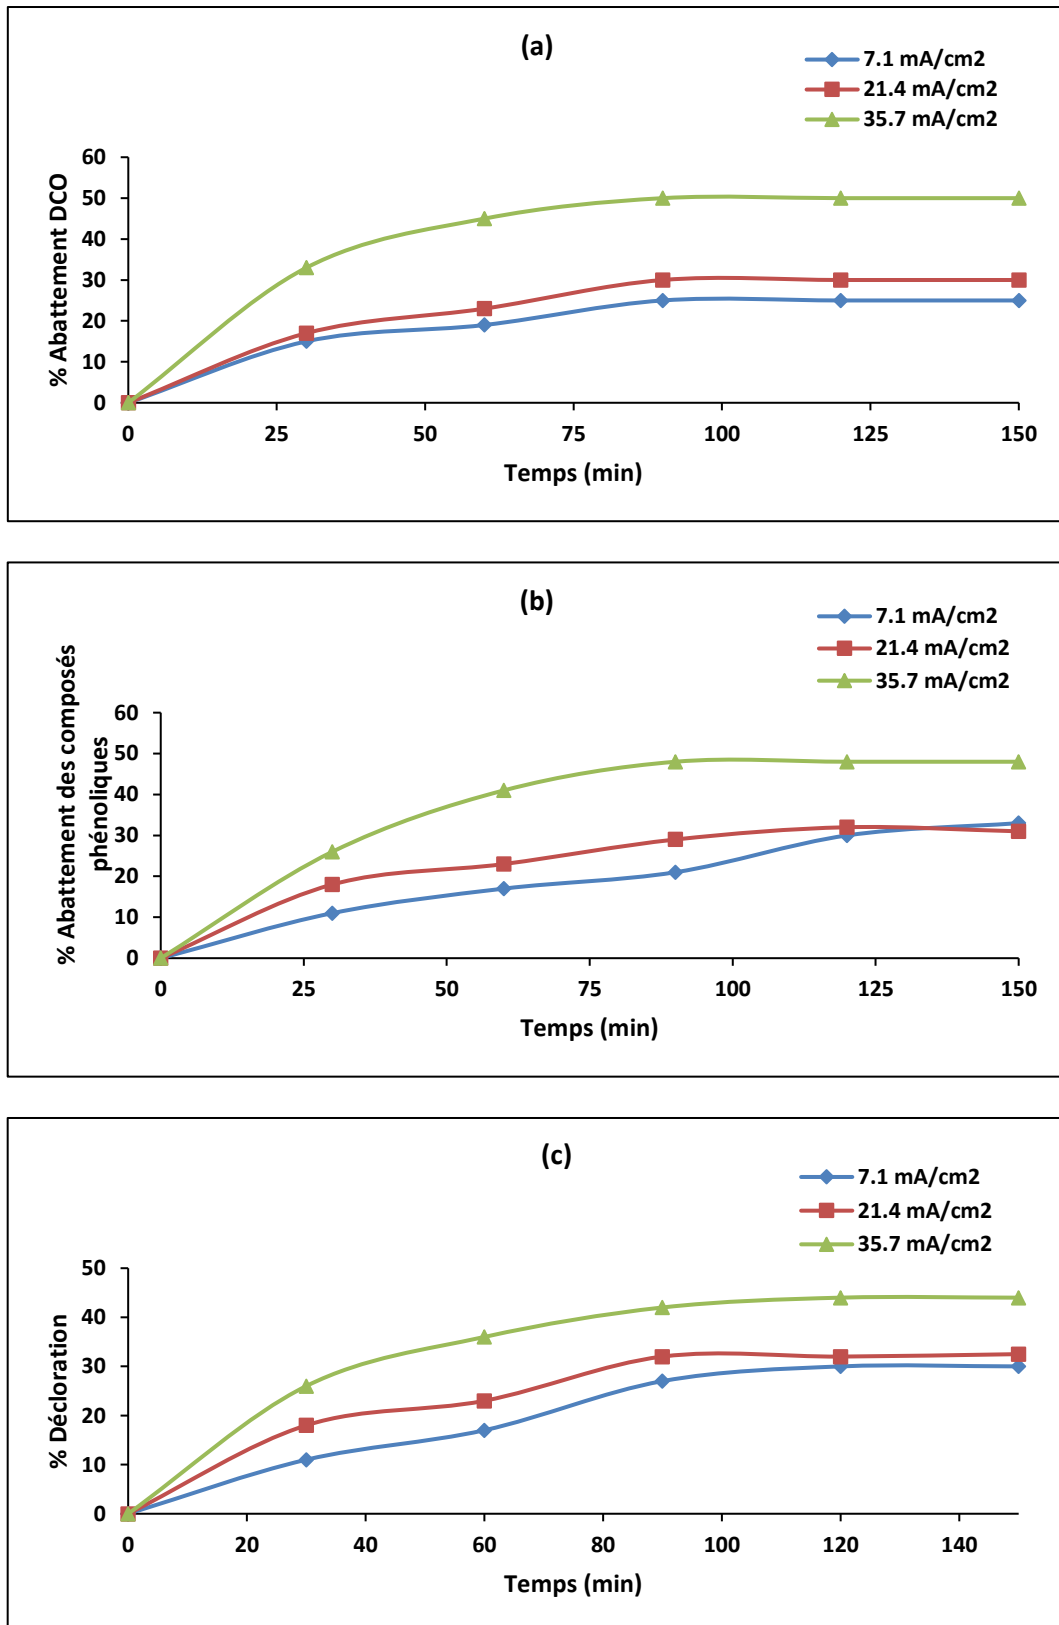 (a)
7.1 mA/cm2
21.4 mA/cm2
35.7 mA/cm2
% Abattement DCO
60
50
40
30
20
10
0
0 25 50 75 100 125 150
Temps (min)
(b)
7.1 mA/cm2
21.4 mA/cm2
35.7 mA/cm2
% Abattement des composés
phénoliques
60
50
40
30
20
10
0
0 25 50 75 100 125 150
Temps (min)
(c)
7.1 mA/cm2
21.4 mA/cm2
35.7 mA/cm2
% Décloration
50
40
30
20
10
0
0 20 40 60 80 100 120 140
Temps (min)